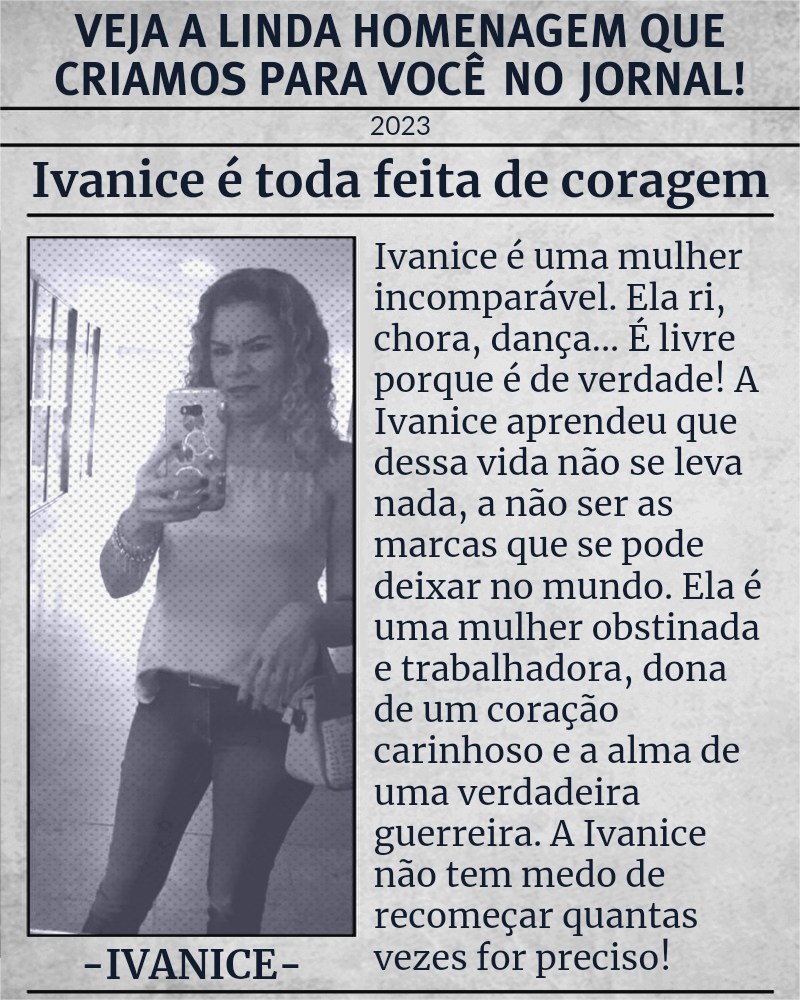 VEJA A LINDA HOMENAGEM QUE
CRIAMOS PARA VOCÊ NO JORNAL!
2023
Ivanice é toda feita de coragem
Ivanice é uma mulher
incomparável. Ela ri,
chora, dança... É livre
porque é de verdade! A
Ivanice aprendeu que
dessa vida não se leva
nada, a não ser as
marcas que se pode
deixar no mundo. Ela é
uma mulher obstinada
e trabalhadora, dona
de um coração
carinhoso e a alma de
uma verdadeira
guerreira. A Ivanice
não tem medo de
recomeçar quantas
vezes for preciso!
-IVANICE-